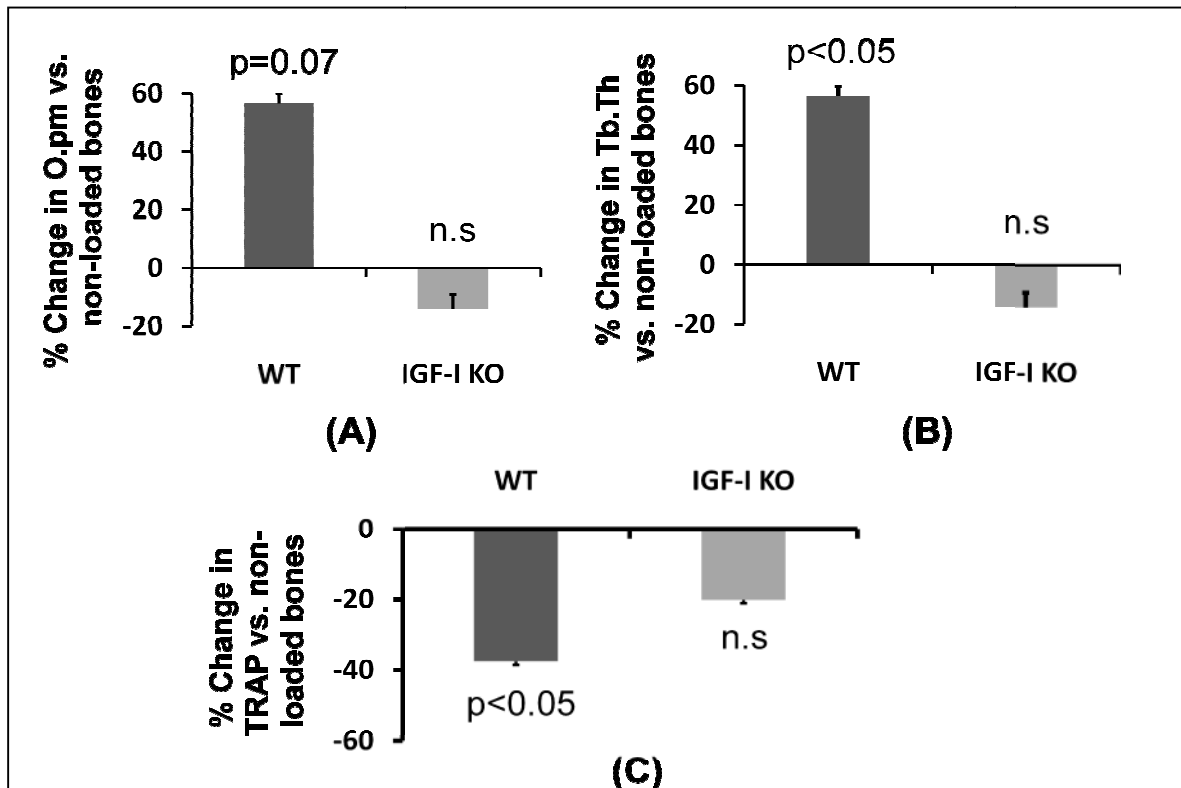 % Change in O.pm vs.
non-loaded bones
p=0.07
60
40
20
0
-20
n.s
WT
IGF-I KO
(A)
% Change in Tb.Th
vs. non-loaded bones
p<0.05
60
40
20
0
-20
n.s
WT
IGF-I KO
(B)
WT
IGF-I KO
% Change in
TRAP vs. non-
loaded bones
0
-20
-40
-60
n.s
p<0.05
(C)